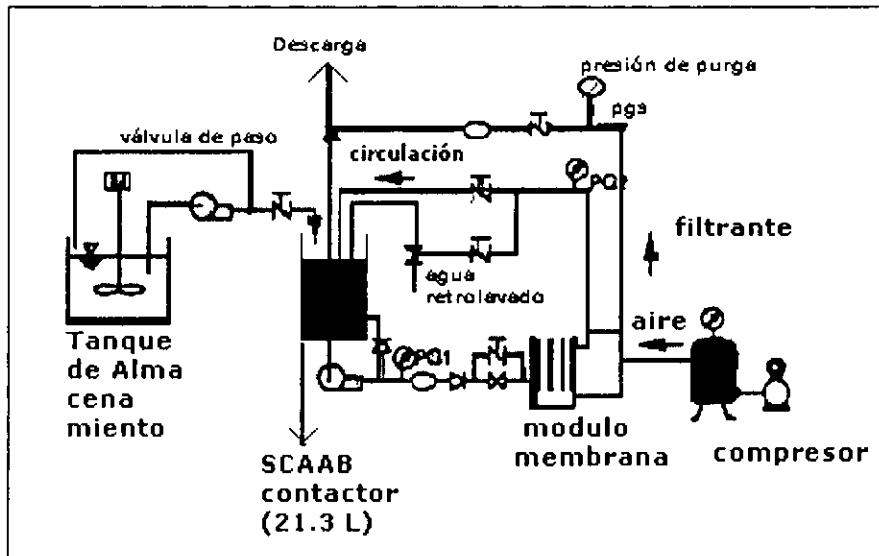 Descarga
presión de purga
pgs
válvula de paso
circulación
PG2
filtrante
agua
retrolavado
aire
PG1
Tanque
de Alma
cena
miento
modulo
membrana
compresor
SCAAB
contactor
(21.3 L)